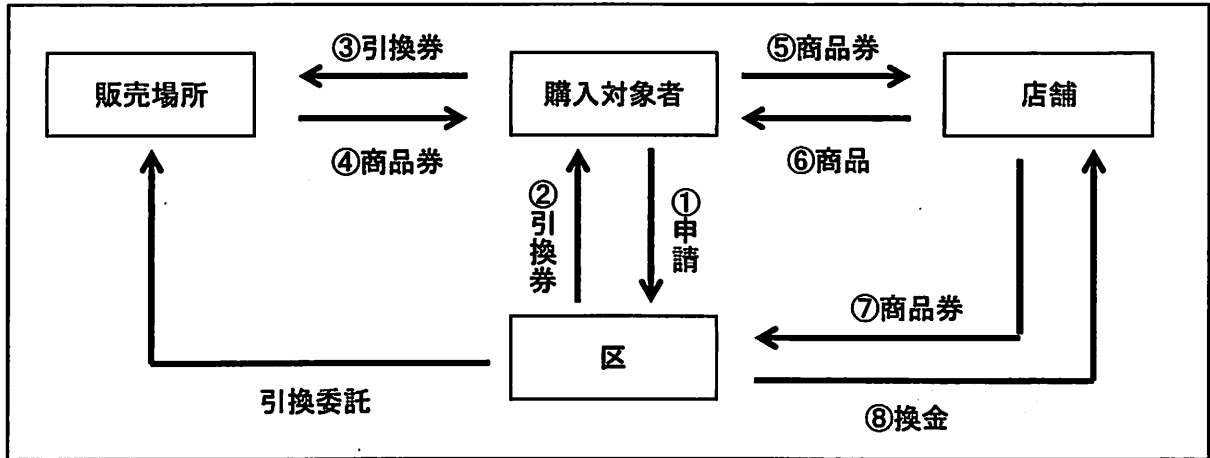 ③引換券
⑤商品券
販売場所
購入対象者
店舗
④商品券
⑥商品
②引換券
①申請
⑦商品券
区
引換委託
⑧換金